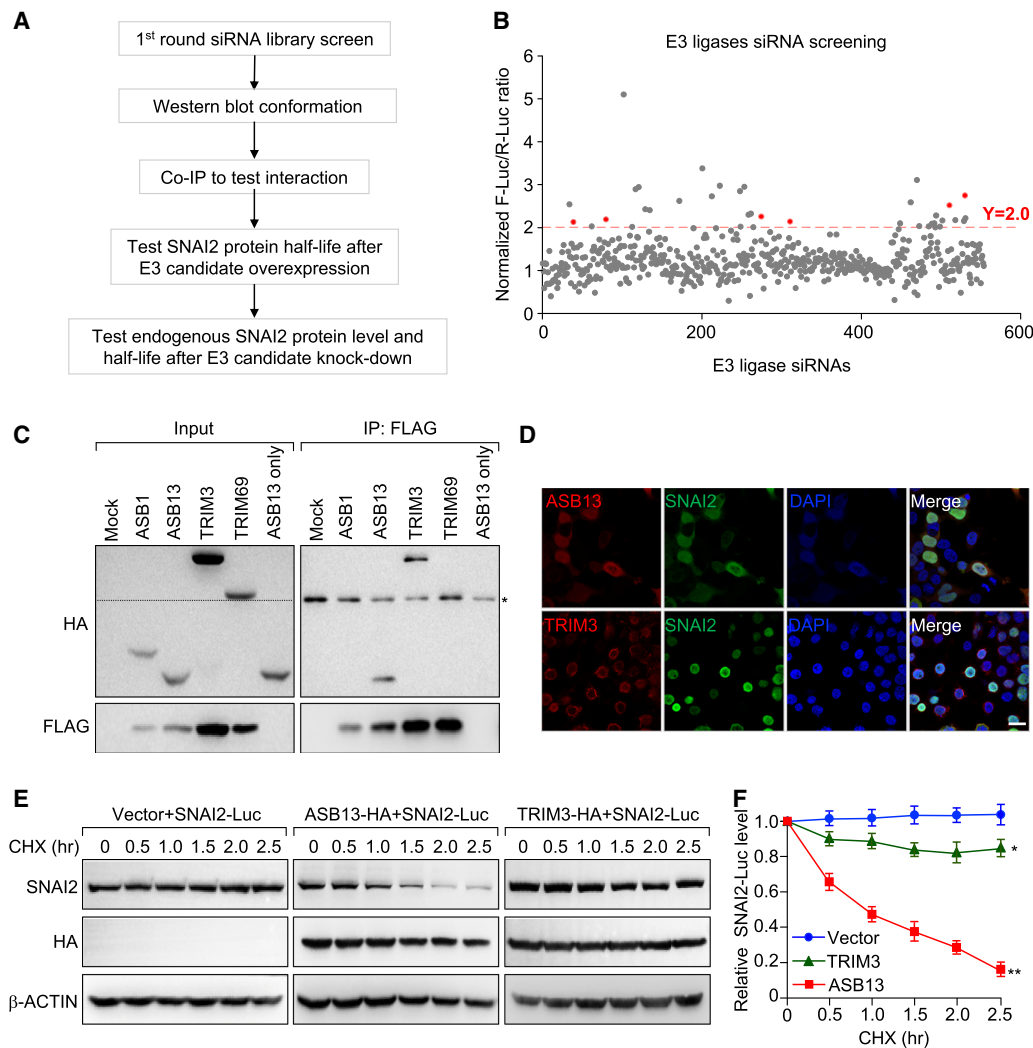 A
1st round siRNA library screen
Western blot conformation
Co-IP to test interaction
Test SNAI2 protein half-life after
E3 candidate overexpression
Test endogenous SNAI2 protein level and
half-life after E3 candidate knock-down
B
E3 ligases siRNA screening
Normalized F-Luc/R-Luc ratio
6
5
4
3
2
1
0
Y=2.0
0 200 400 600
E3 ligase siRNAs
C
Input IP: FLAG
Mock ASB1 ASB13 TRIM3 TRIM69 ASB13 only Mock ASB1 ASB13 TRIM3 TRIM69 ASB13 only
HA
*
FLAG
D
ASB13 SNAI2 DAPI Merge
TRIM3 SNAI2 DAPI Merge
E
Vector+SNAI2-Luc ASB13-HA+SNAI2-Luc TRIM3-HA+SNAI2-Luc
CHX (hr) 0 0.5 1.0 1.5 2.0 2.5 0 0.5 1.0 1.5 2.0 2.5 0 0.5 1.0 1.5 2.0 2.5
SNAI2
HA
β-ACTIN
F
Relative SNAI2-Luc level
1.0
0.8
0.6
0.4
0.2
0
*
**
Vector
TRIM3
ASB13
0 0.5 1.0 1.5 2.0 2.5
CHX (hr)